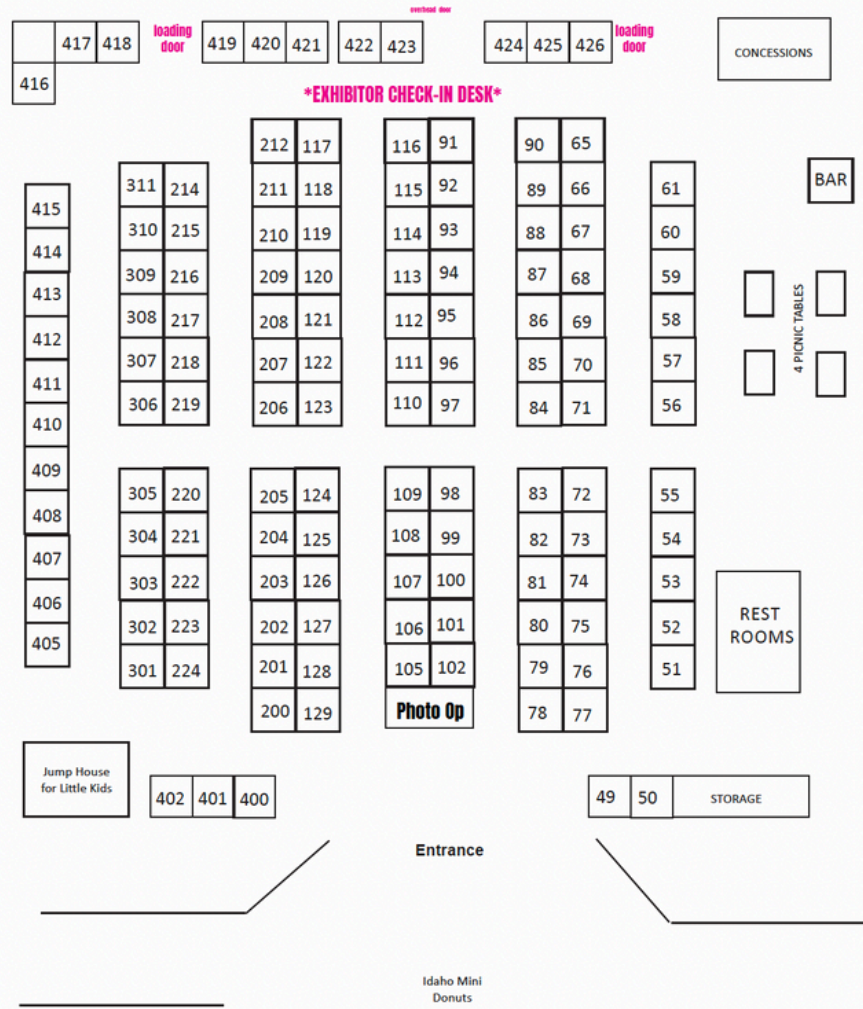 overhead door
417 418 loading door 419 420 421 422 423 424 425 426 loading door
CONCESSIONS
416
*EXHIBITOR CHECK-IN DESK*
212 117 116 91 90 65
311 214 211 118 115 92 89 66 61 BAR
415
310 215 210 119 114 93 88 67 60
414
309 216 209 120 113 94 87 68 59
413
308 217 208 121 112 95 86 69 58
4 PICNIC TABLES
412
307 218 207 122 111 96 85 70 57
411
306 219 206 123 110 97 84 71 56
410
409
305 220 205 124 109 98 83 72 55
408
304 221 204 125 108 99 82 73 54
407
303 222 203 126 107 100 81 74 53
406
302 223 202 127 106 101 80 75 52
REST
ROOMS
405
301 224 201 128 105 102 79 76 51
200 129 Photo Op 78 77
Jump House
for Little Kids
402 401 400 49 50 STORAGE
Entrance
Idaho Mini
Donuts